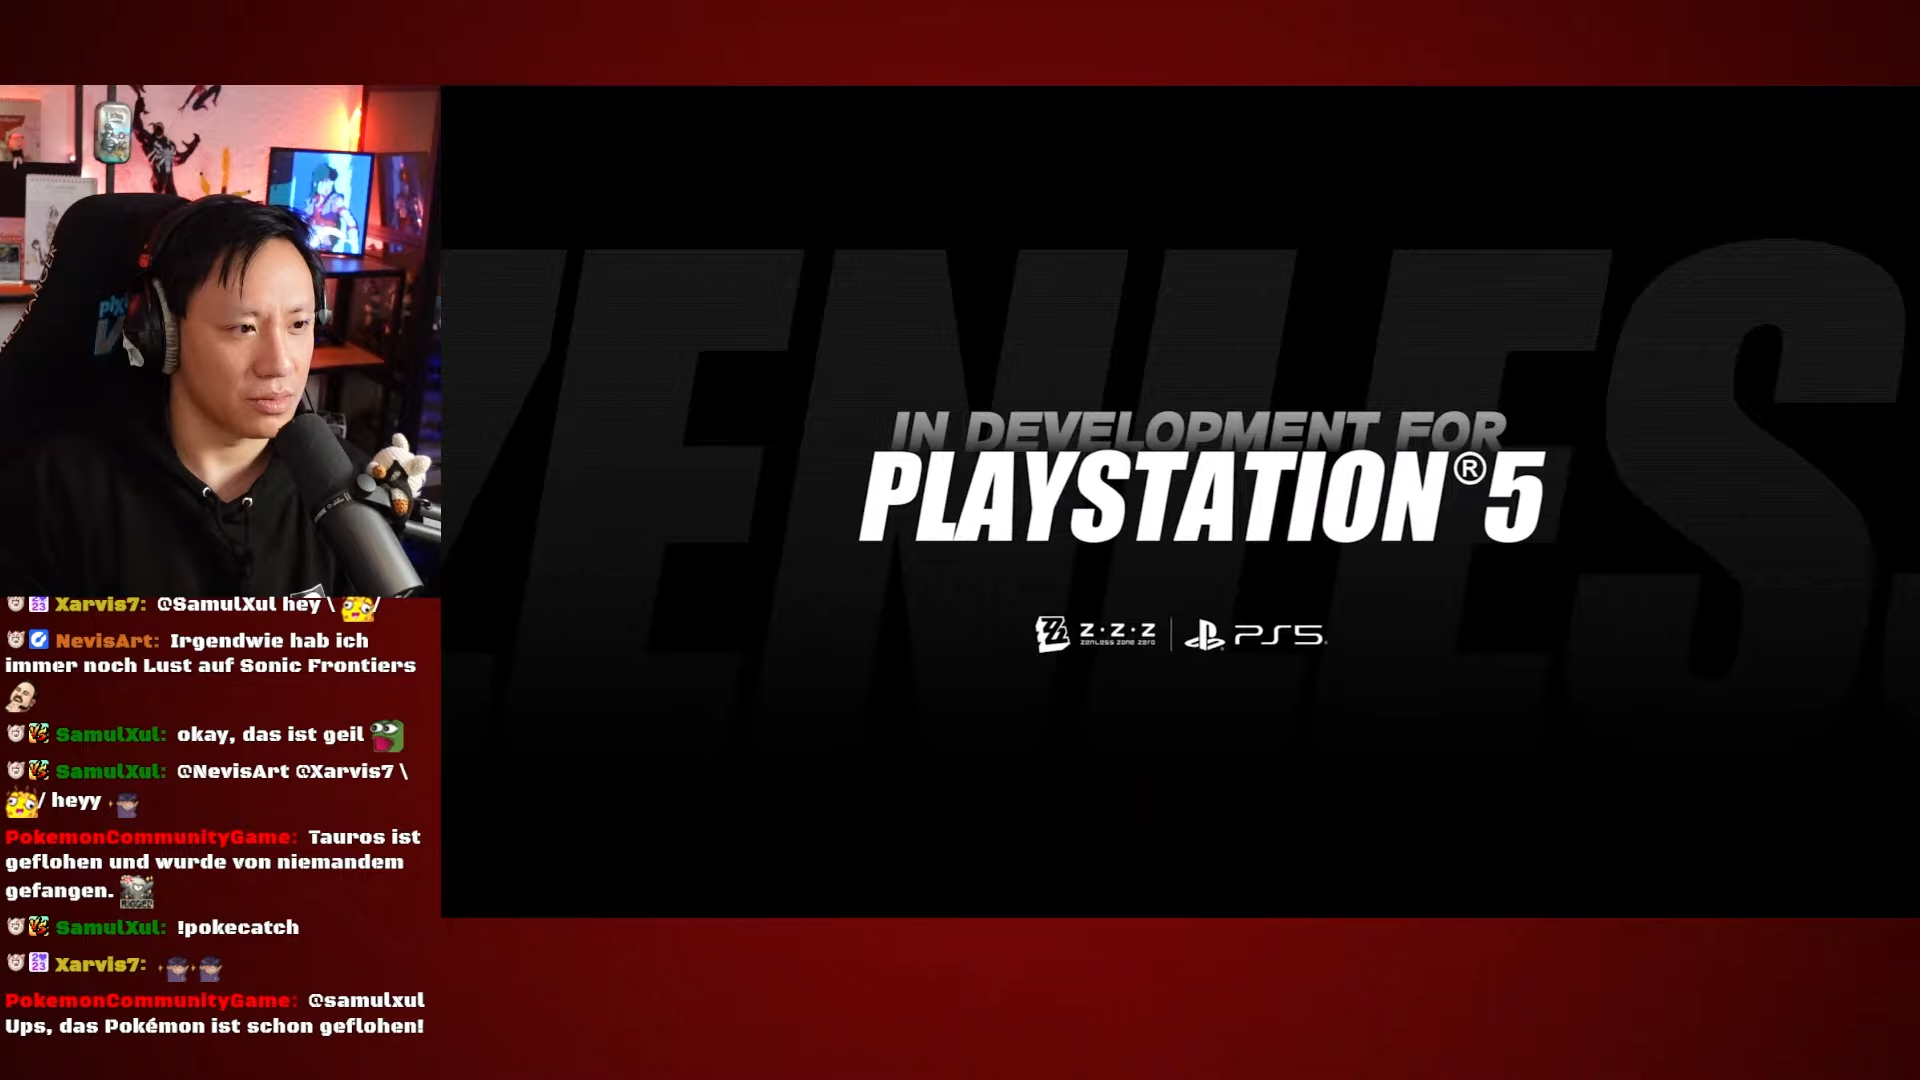 Xarvis7: @SamulXul hey \ /
NevisArt: Irgendwie hab ich
immer noch Lust auf Sonic Frontiers
SamulXul: okay, das ist geil
SamulXul: @NevisArt @Xarvis7 \
/ heyy
PokemonCommunityGame: Tauros ist
geflohen und wurde von niemandem
gefangen.
SamulXul: !pokecatch
Xarvis7:
PokemonCommunityGame: @samulxul
Ups, das Pokémon ist schon geflohen!
ZENLESS
IN DEVELOPMENT FOR
PLAYSTATION®5
Z·Z·Z
ZENLESS ZONE ZERO
PS5